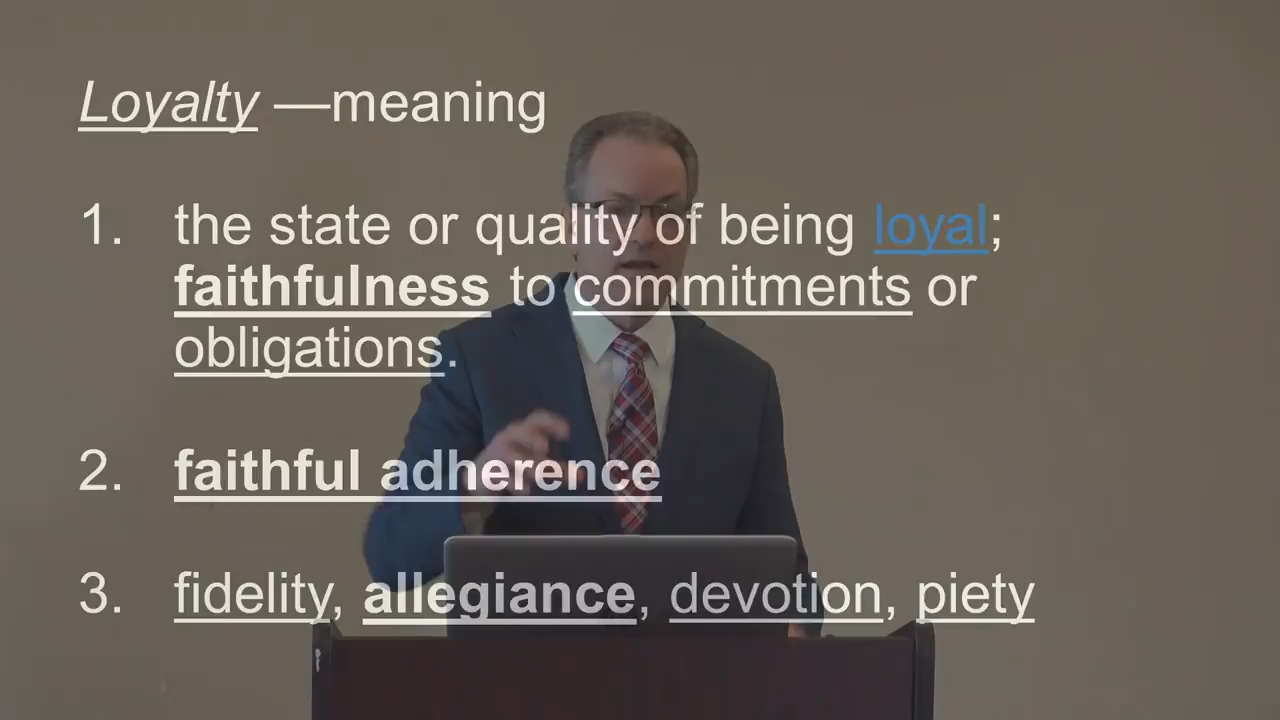 Loyalty —meaning
1. the state or quality of being loyal;
faithfulness to commitments or
obligations.
2. faithful adherence
3. fidelity, allegiance, devotion, piety